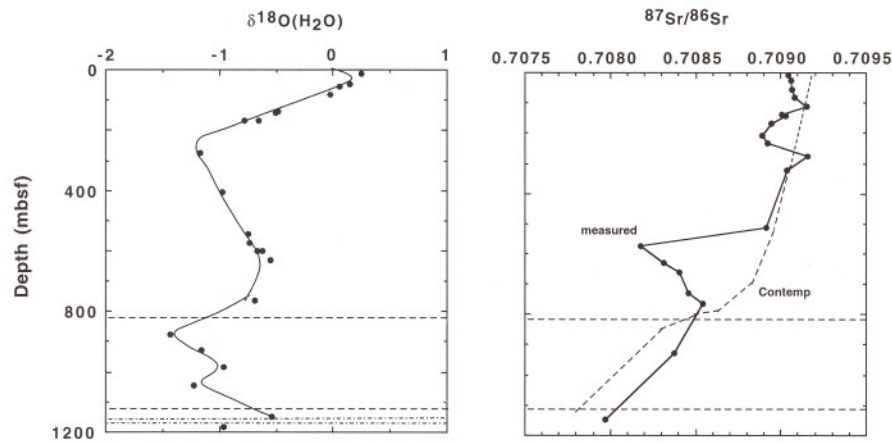 δ18O(H2O)
-2 -1 0 1
0
400
800
1200
Depth (mbsf)
87Sr/86Sr
0.7075 0.7080 0.7085 0.7090 0.7095
measured
Contemp